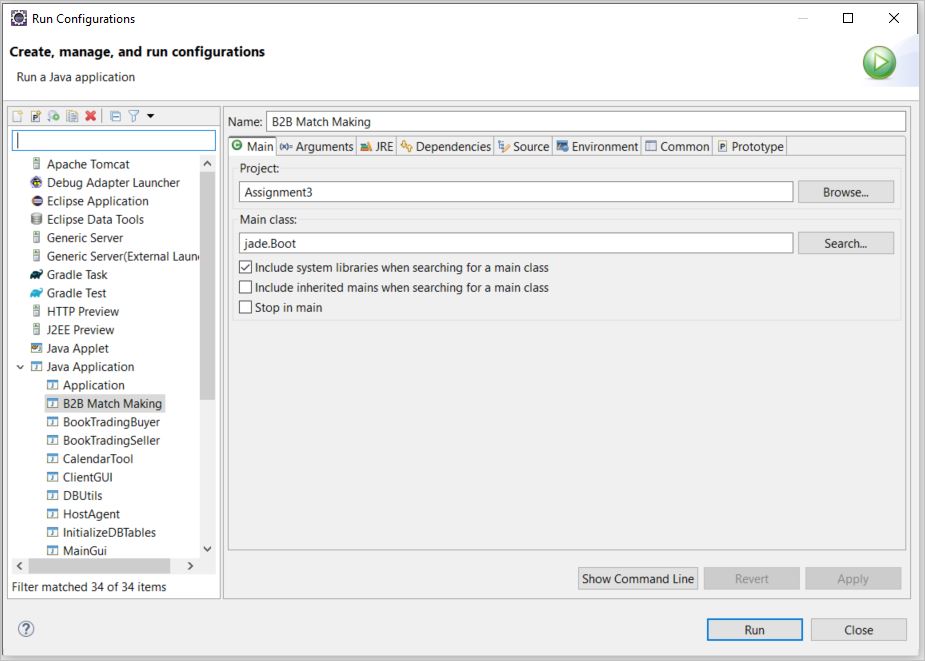 Run Configurations
Create, manage, and run configurations
Run a Java application
Name: B2B Match Making
Main Arguments JRE Dependencies Source Environment Common Prototype
Apache Tomcat
Debug Adapter Launcher
Eclipse Application
Eclipse Data Tools
Generic Server
Generic Server(External Laun
Gradle Task
Gradle Test
HTTP Preview
J2EE Preview
Java Applet
Java Application
Application
B2B Match Making
BookTradingBuyer
BookTradingSeller
CalendarTool
ClientGUI
DBUtils
HostAgent
InitializeDBTables
MainGui
Filter matched 34 of 34 items
Project:
Assignment3
Browse...
Main class:
jade.Boot
Search...
Include system libraries when searching for a main class
Include inherited mains when searching for a main class
Stop in main
Show Command Line Revert Apply
Run Close